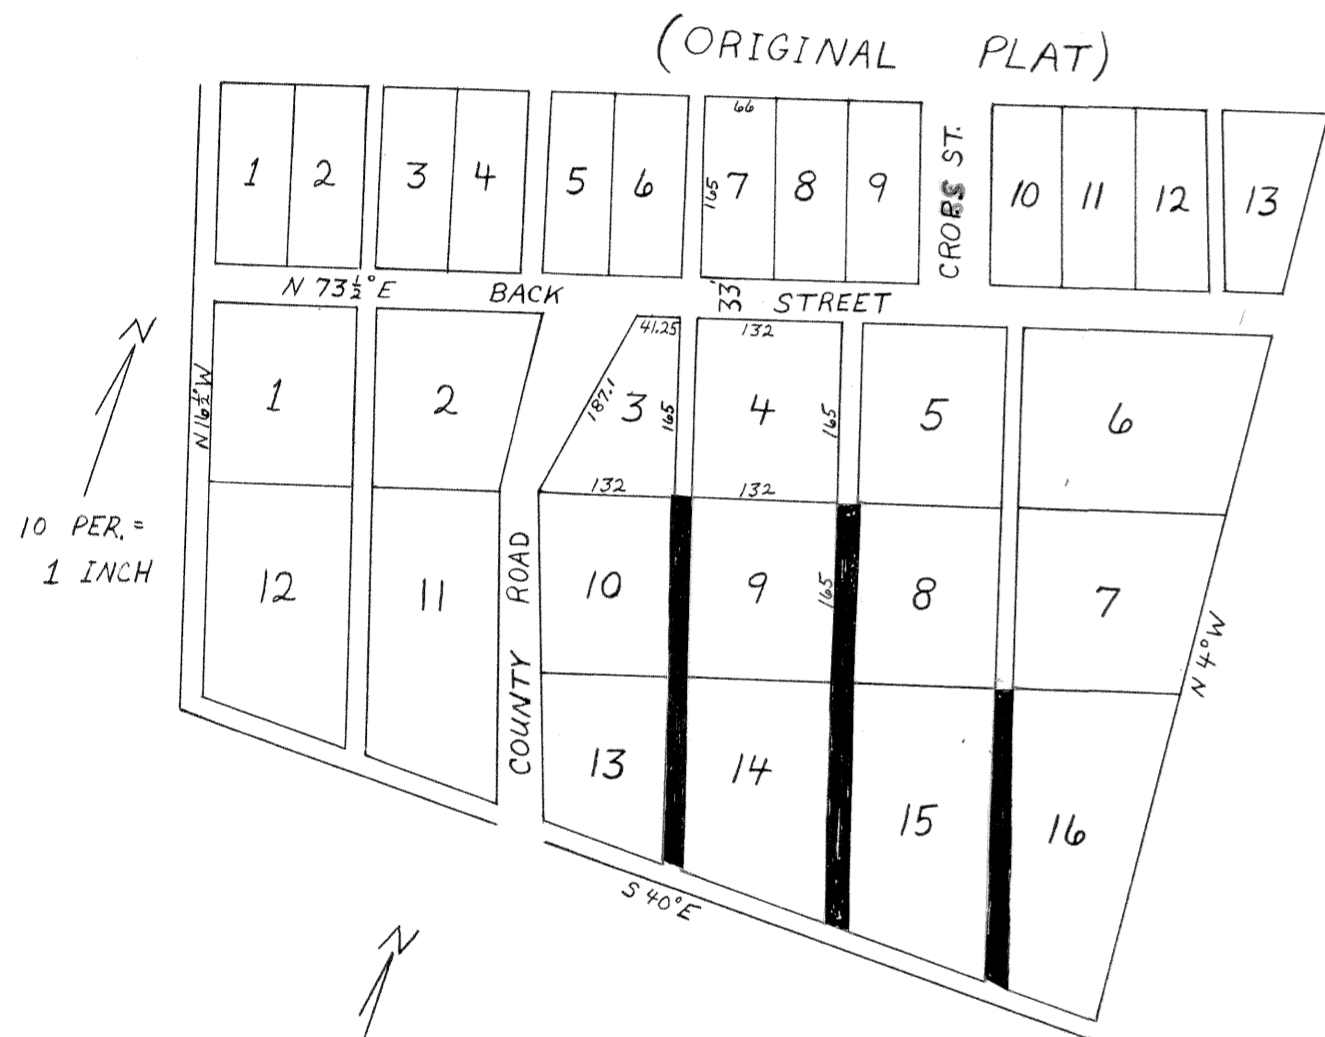 (ORIGINAL PLAT)
66
1 2 3 4 5 6 165 7 8 9 CROSS ST. 10 11 12 13
N 73½° E BACK 33' STREET
N
41.25 132
N 16½° W 1 2 187.1 3 165 4 165 5 6
132 132
10 PER. =
1 INCH
12 11 COUNTY ROAD 10 9 165 8 7
N 4° W
13 14 15 16
S 40° E
N